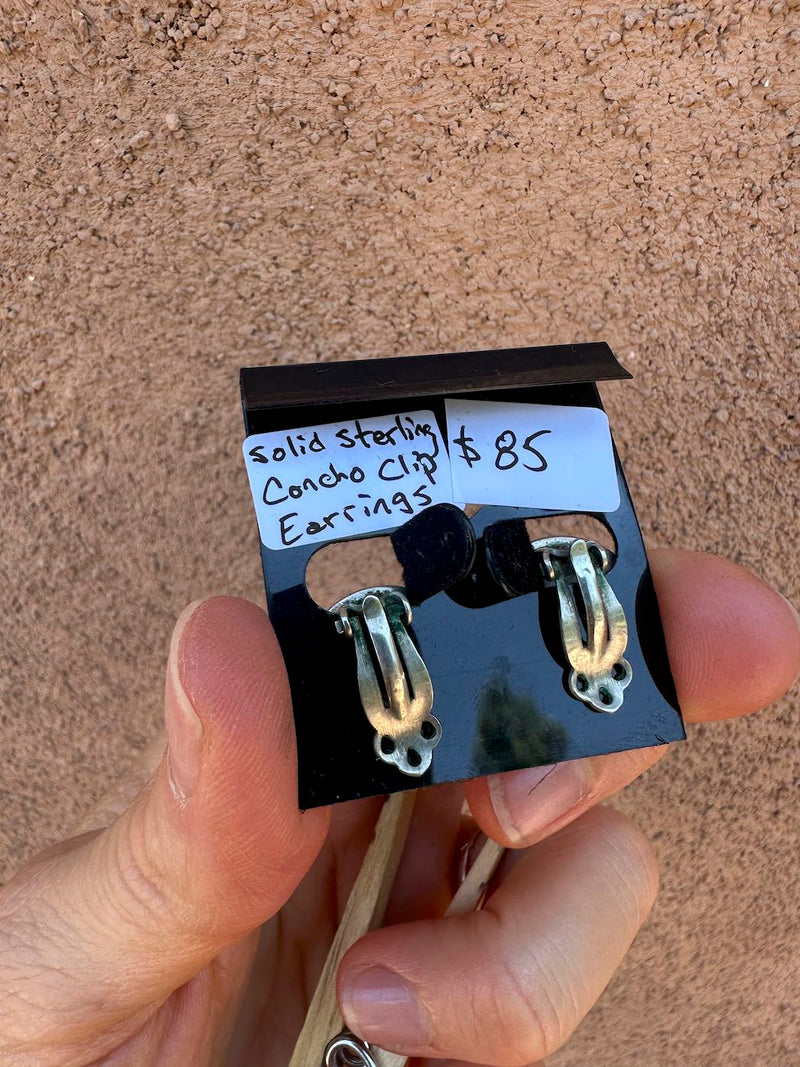 Solid Sterling
Concho Clip
Earrings
$85